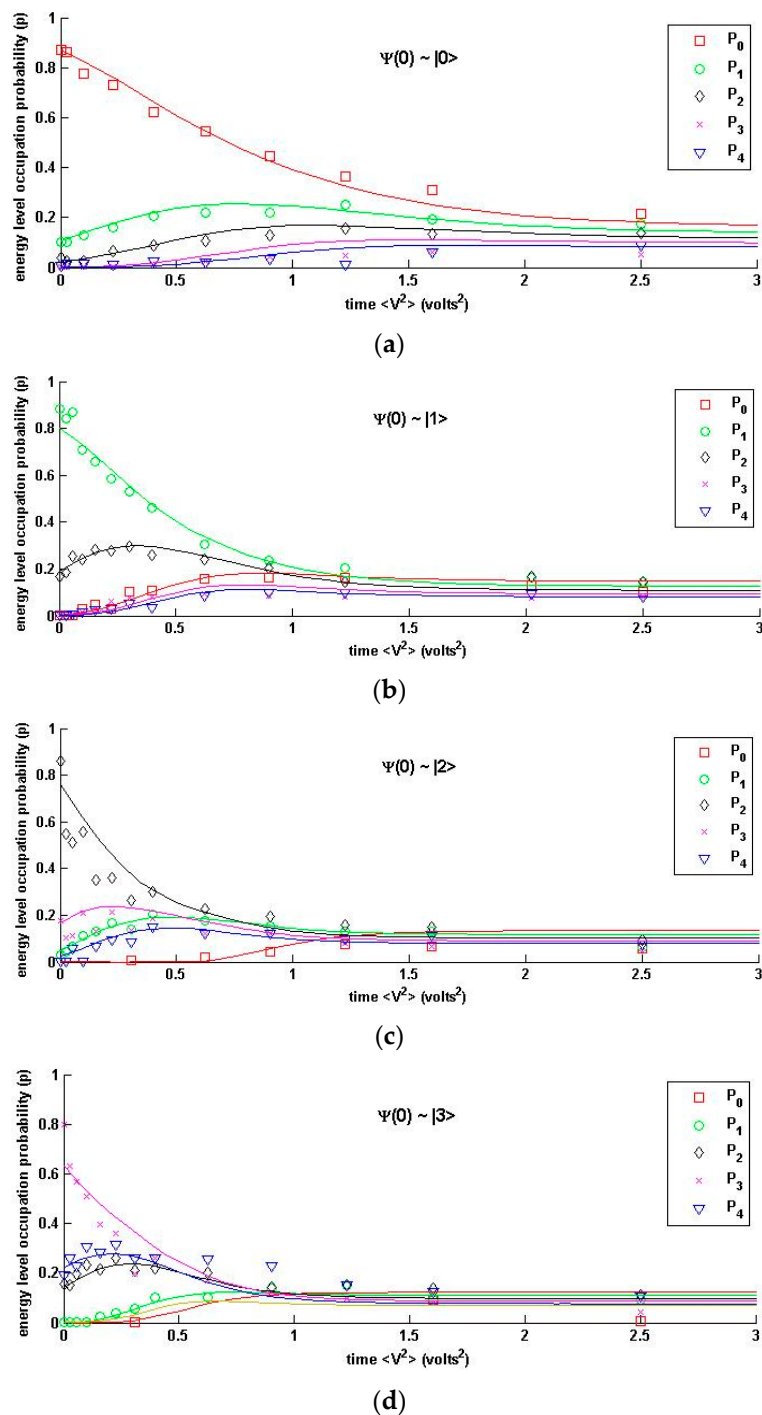 1
0.8
0.6
0.4
0.2
0
energy level occupation probability (p)
Ψ(0) ~ |0>
P0
P1
P2
P3
P4
0 0.5 1 1.5 2 2.5 3
time <V²> (volts²)
(a)
1
0.8
0.6
0.4
0.2
0
energy level occupation probability (p)
Ψ(0) ~ |1>
P0
P1
P2
P3
P4
0 0.5 1 1.5 2 2.5 3
time <V²> (volts²)
(b)
1
0.8
0.6
0.4
0.2
0
energy level occupation probability (p)
Ψ(0) ~ |2>
P0
P1
P2
P3
P4
0 0.5 1 1.5 2 2.5 3
time <V²> (volts²)
(c)
1
0.8
0.6
0.4
0.2
0
energy level occupation probability (p)
Ψ(0) ~ |3>
P0
P1
P2
P3
P4
0 0.5 1 1.5 2 2.5 3
time <V²> (volts²)
(d)